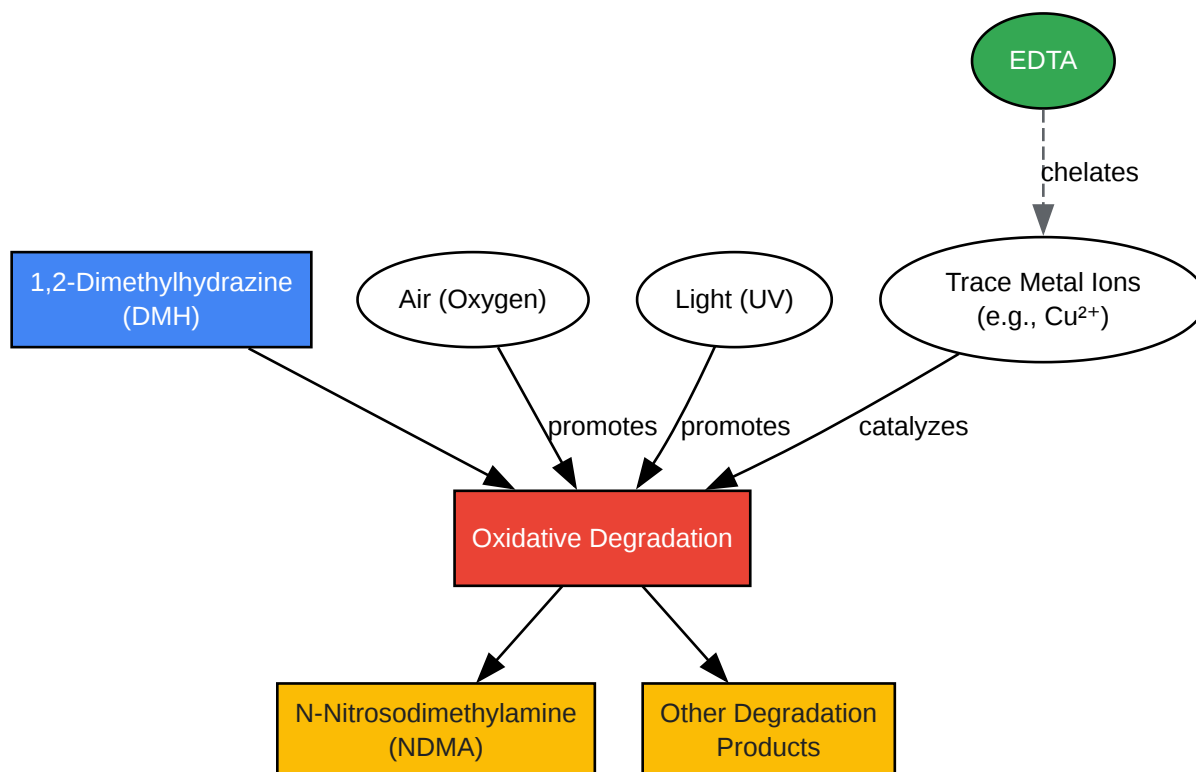 EDTA
chelates
1,2-Dimethylhydrazine
(DMH)
Air (Oxygen)
Light (UV)
Trace Metal Ions
(e.g., Cu²⁺)
promotes
promotes
catalyzes
Oxidative Degradation
N-Nitrosodimethylamine
(NDMA)
Other Degradation
Products